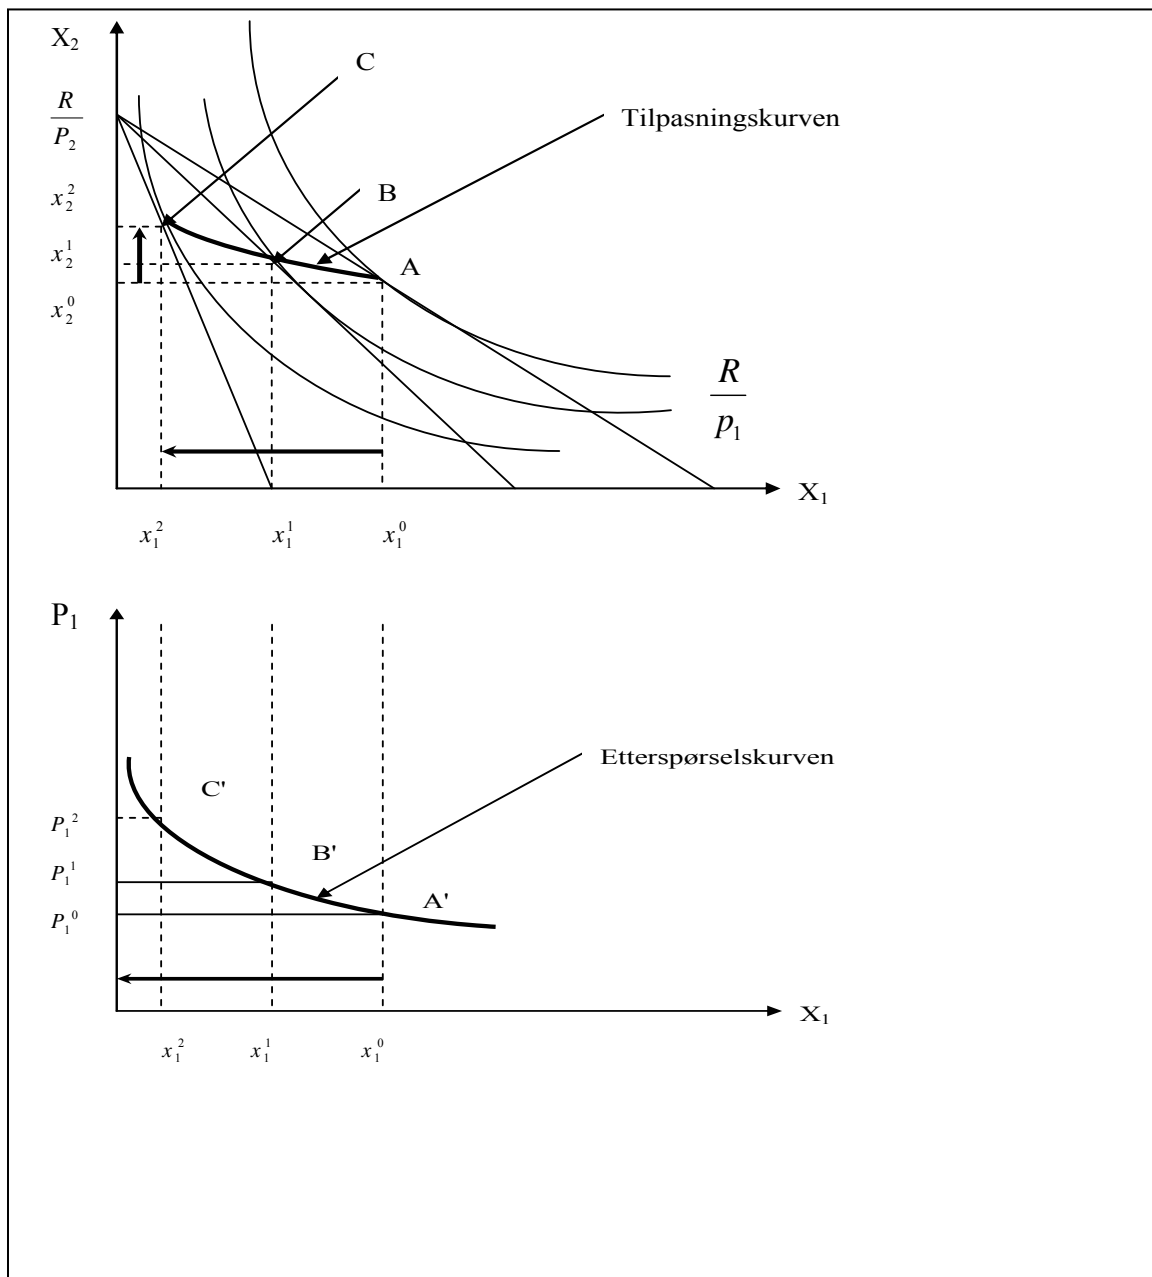 X₂
C
R
P₂
Tilpasningskurven
x₂²
B
x₂¹
A
x₂⁰
R
p₁
X₁
x₁² x₁¹ x₁⁰
P₁
Etterspørselskurven
C'
P₁²
B'
P₁¹
A'
P₁⁰
X₁
x₁² x₁¹ x₁⁰